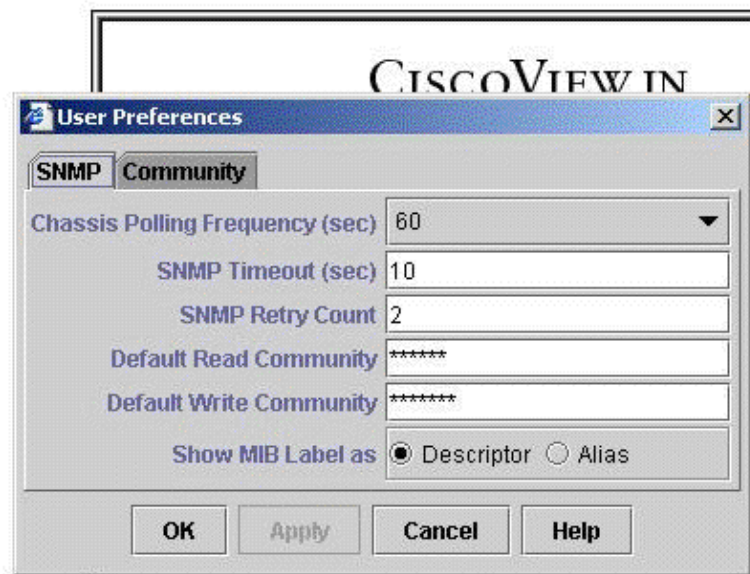 CISCOVIEW IN
User Preferences
SNMP Community
Chassis Polling Frequency (sec) 60
SNMP Timeout (sec) 10
SNMP Retry Count 2
Default Read Community ******
Default Write Community *******
Show MIB Label as Descriptor Alias
OK Apply Cancel Help